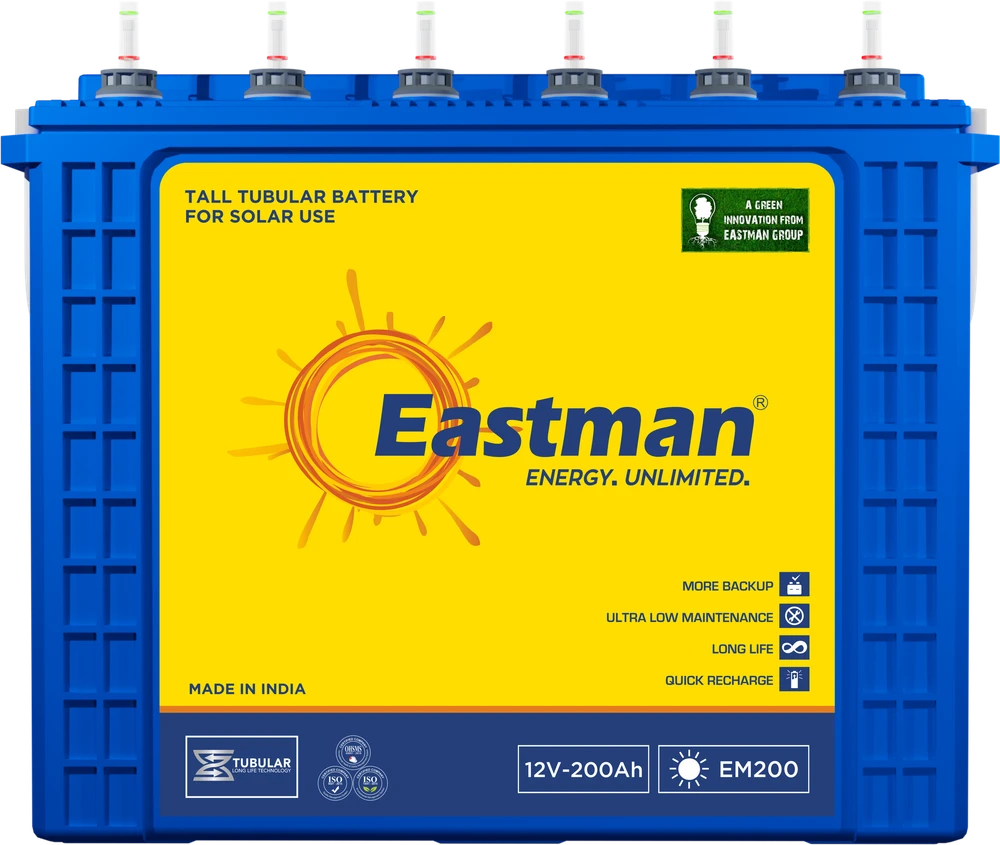 TALL TUBULAR BATTERY
FOR SOLAR USE
A GREEN
INNOVATION FROM
EASTMAN GROUP
Eastman®
ENERGY. UNLIMITED.
MORE BACKUP
ULTRA LOW MAINTENANCE
LONG LIFE
QUICK RECHARGE
MADE IN INDIA
TUBULAR
LONG LIFE TECHNOLOGY
OHSMS
ISO
ISO
12V-200Ah
EM200